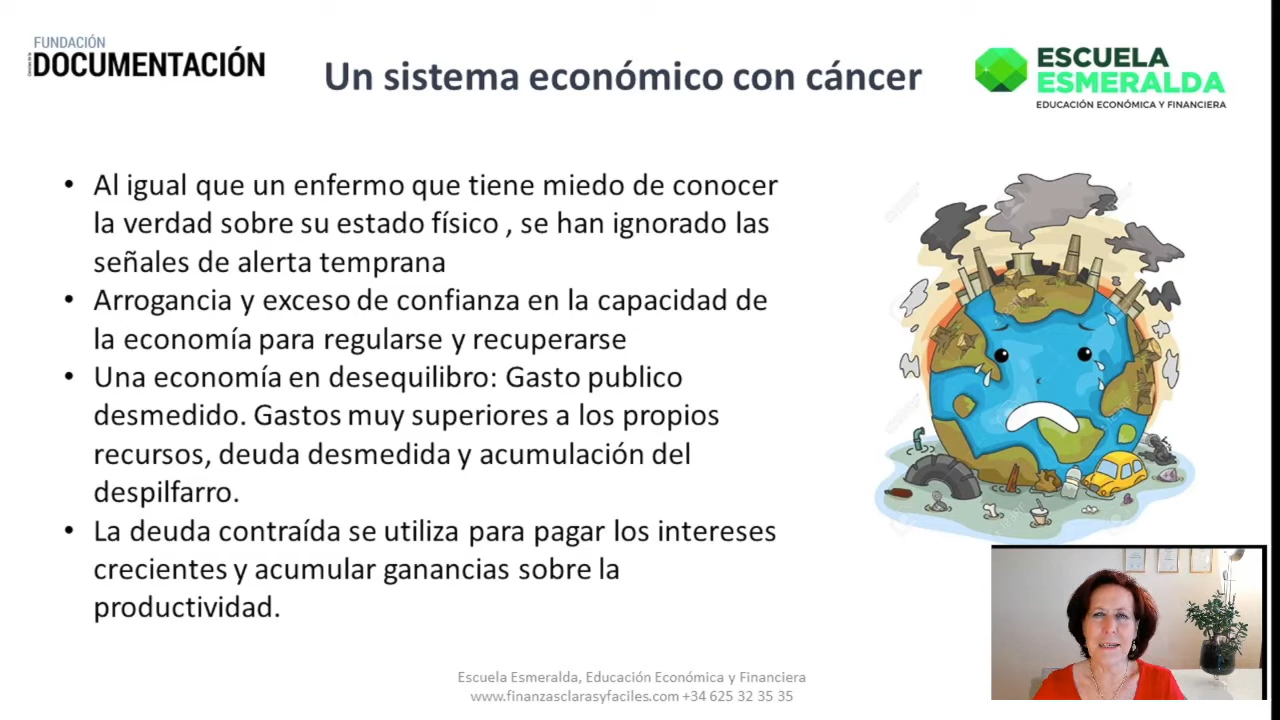 FUNDACIÓN
DOCUMENTACIÓN
Un sistema económico con cáncer
ESCUELA
ESMERALDA
EDUCACIÓN ECONÓMICA Y FINANCIERA
• Al igual que un enfermo que tiene miedo de conocer
la verdad sobre su estado físico , se han ignorado las
señales de alerta temprana
• Arrogancia y exceso de confianza en la capacidad de
la economía para regularse y recuperarse
• Una economía en desequilibro: Gasto publico
desmedido. Gastos muy superiores a los propios
recursos, deuda desmedida y acumulación del
despilfarro.
• La deuda contraída se utiliza para pagar los intereses
crecientes y acumular ganancias sobre la
productividad.
Escuela Esmeralda, Educación Económica y Financiera
www.finanzasclarasyfaciles.com +34 625 32 35 35